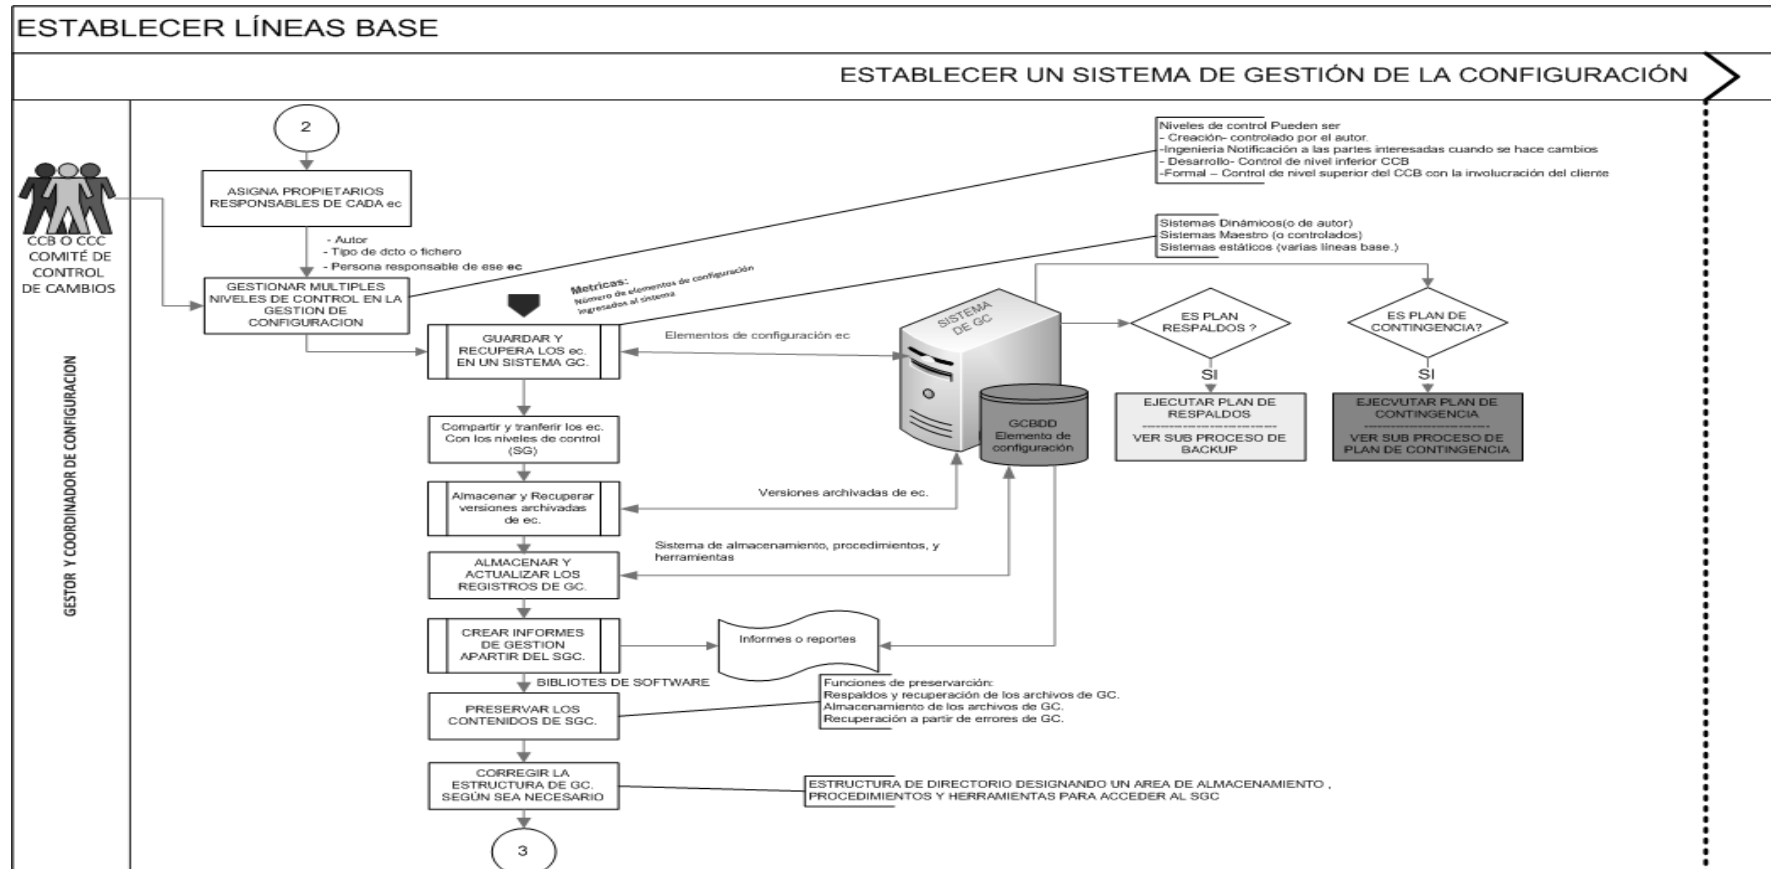 ESTABLECER LÍNEAS BASE
ESTABLECER UN SISTEMA DE GESTIÓN DE LA CONFIGURACIÓN
2
ASIGNA PROPIETARIOS
RESPONSABLES DE CADA ec
- Autor
- Tipo de dcto o fichero
- Persona responsable de ese ec
CCB O CCC
COMITÉ DE
CONTROL
DE CAMBIOS
GESTOR Y COORDINADOR DE CONFIGURACION
GESTIONAR MULTIPLES
NIVELES DE CONTROL EN LA
GESTION DE
CONFIGURACION
Niveles de control Pueden ser
- Creación- controlado por el autor.
-Ingeniería Notificación a las partes interesadas cuando se hace cambios
- Desarrollo- Control de nivel inferior CCB
-Formal – Control de nivel superior del CCB con la involucración del cliente
Sistemas Dinámicos(o de autor)
Sistemas Maestro (o controlados)
Sistemas estáticos (varias líneas base.)
Metricas:
Número de elementos de configuración
ingresados al sistema
GUARDAR Y
RECUPERA LOS ec.
EN UN SISTEMA GC.
Elementos de configuración ec
SISTEMA
DE GC
GCBDD
Elemento de
configuración
ES PLAN
RESPALDOS ?
SI
EJECUTAR PLAN DE
RESPALDOS
----------------------------
VER SUB PROCESO DE
BACKUP
ES PLAN DE
CONTINGENCIA?
SI
EJECVUTAR PLAN DE
CONTINGENCIA
----------------------------
VER SUB PROCESO DE
PLAN DE CONTINGENCIA
Compartir y tranferir los ec.
Con los niveles de control
(SG)
Almacenar y Recuperar
versiones archivadas
de ec.
Versiones archivadas de ec.
ALMACENAR Y
ACTUALIZAR LOS
REGISTROS DE GC.
Sistema de almacenamiento, procedimientos, y
herramientas
CREAR INFORMES
DE GESTION
APARTIR DEL SGC.
Informes o reportes
BIBLIOTES DE SOFTWARE
PRESERVAR LOS
CONTENIDOS DE SGC.
Funciones de preservarción:
Respaldos y recuperación de los archivos de GC.
Almacenamiento de los archivos de GC.
Recuperación a partir de errores de GC.
CORREGIR LA
ESTRUCTURA DE GC.
SEGÚN SEA NECESARIO
ESTRUCTURA DE DIRECTORIO DESIGNANDO UN AREA DE ALMACENAMIENTO ,
PROCEDIMIENTOS Y HERRAMIENTAS PARA ACCEDER AL SGC
3